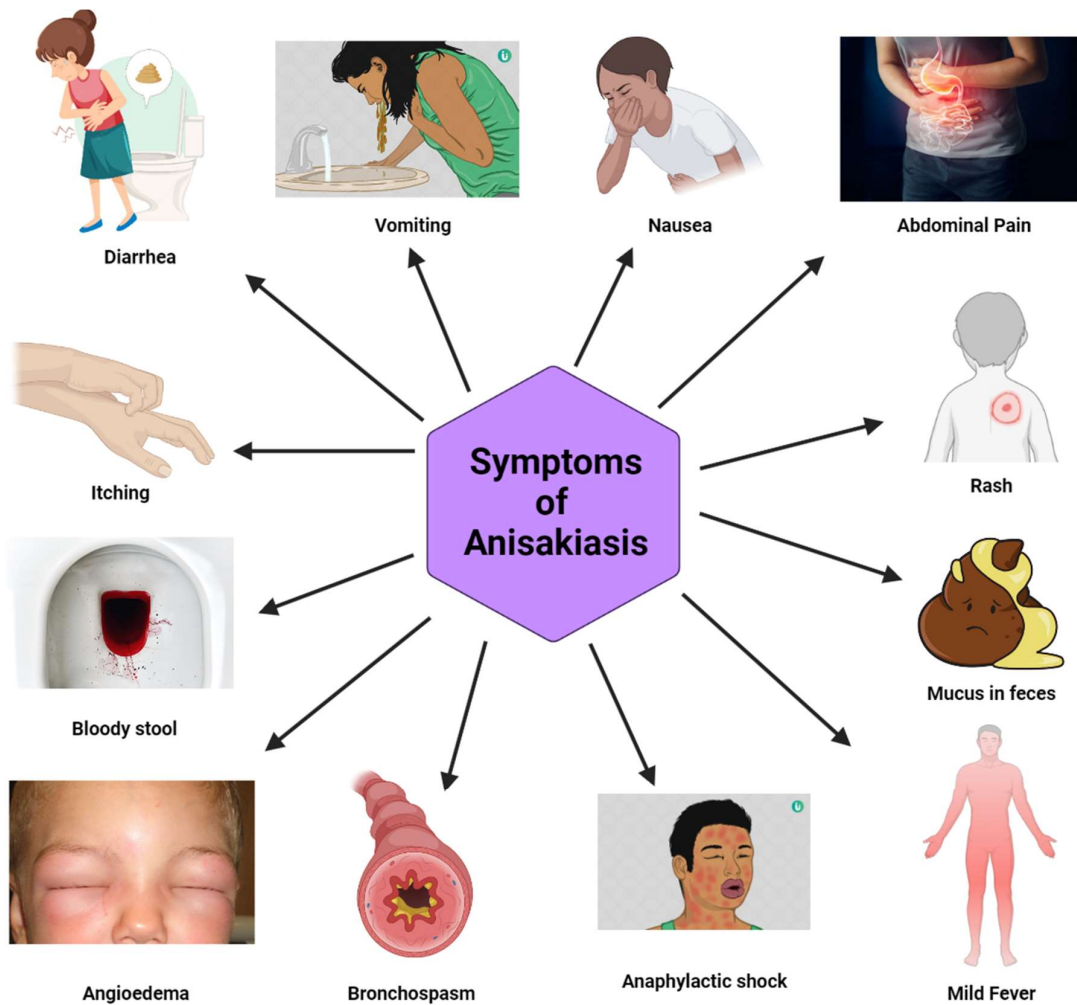 Diarrhea
Vomiting
Nausea
Abdominal Pain
Itching
Symptoms
of
Anisakiasis
Rash
Bloody stool
Mucus in feces
Angioedema
Bronchospasm
Anaphylactic shock
Mild Fever